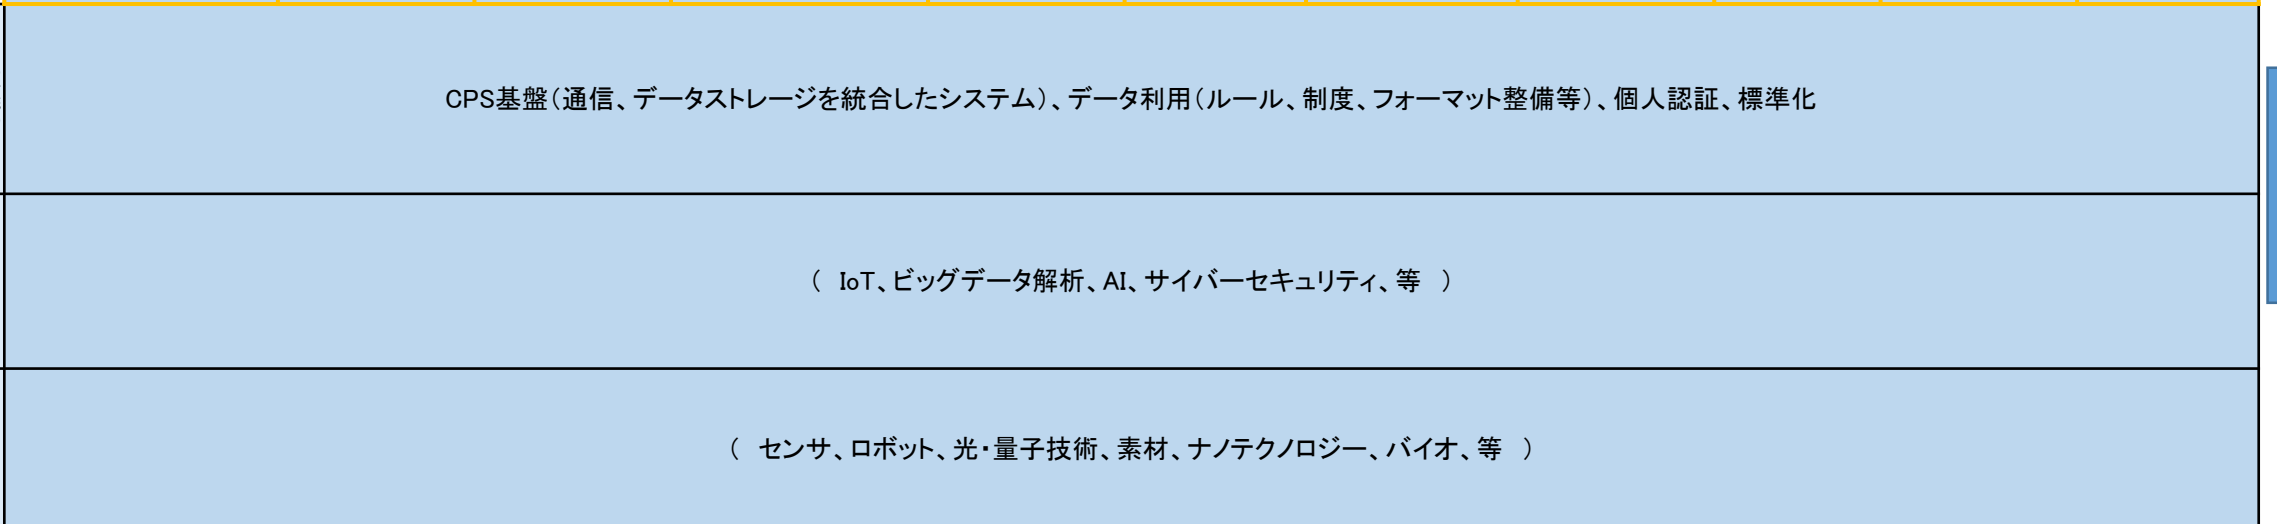 CPS基盤（通信、データストレージを統合したシステム）、データ利用（ルール、制度、フォーマット整備等）、個人認証、標準化
（　IoT、ビッグデータ解析、AI、サイバーセキュリティ、等　）
（　センサ、ロボット、光・量子技術、素材、ナノテクノロジー、バイオ、等　）